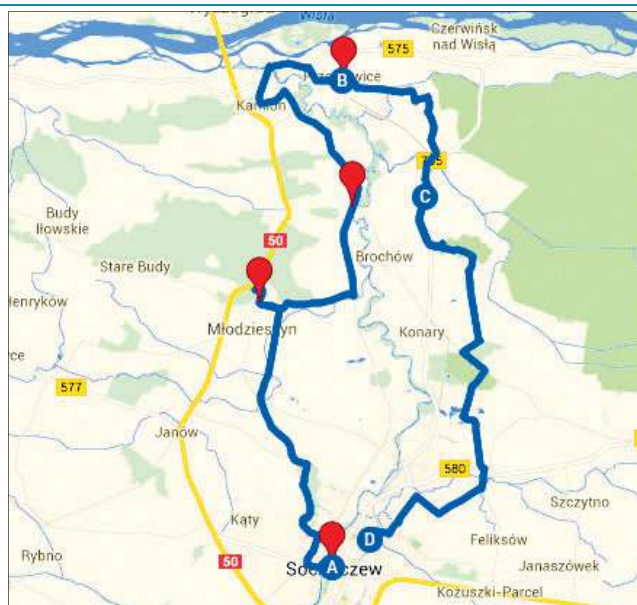 Wisła
Czerwińsk
nad Wisłą
575
B
Kamion
705
C
Budy
Iłowskie
50
Stare Budy
Brochów
Henryków
Młodzieszyn
Konary
577
Janów
580
Szczytno
Kąty
D
Feliksów
Rybno
50
A
Janaszówek
Kożuszki-Parcel